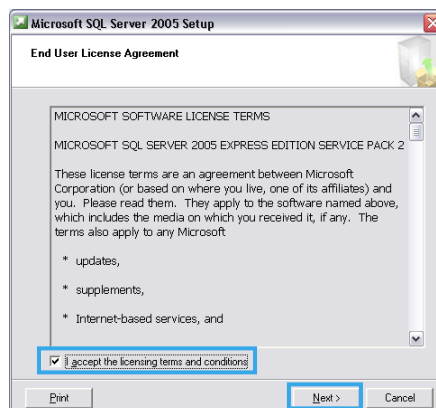 Microsoft SQL Server 2005 Setup
End User License Agreement
MICROSOFT SOFTWARE LICENSE TERMS
MICROSOFT SQL SERVER 2005 EXPRESS EDITION SERVICE PACK 2
These license terms are an agreement between Microsoft
Corporation (or based on where you live, one of its affiliates) and
you. Please read them. They apply to the software named above,
which includes the media on which you received it, if any. The
terms also apply to any Microsoft
* updates,
* supplements,
* Internet-based services, and
I accept the licensing terms and conditions
Print
Next >
Cancel